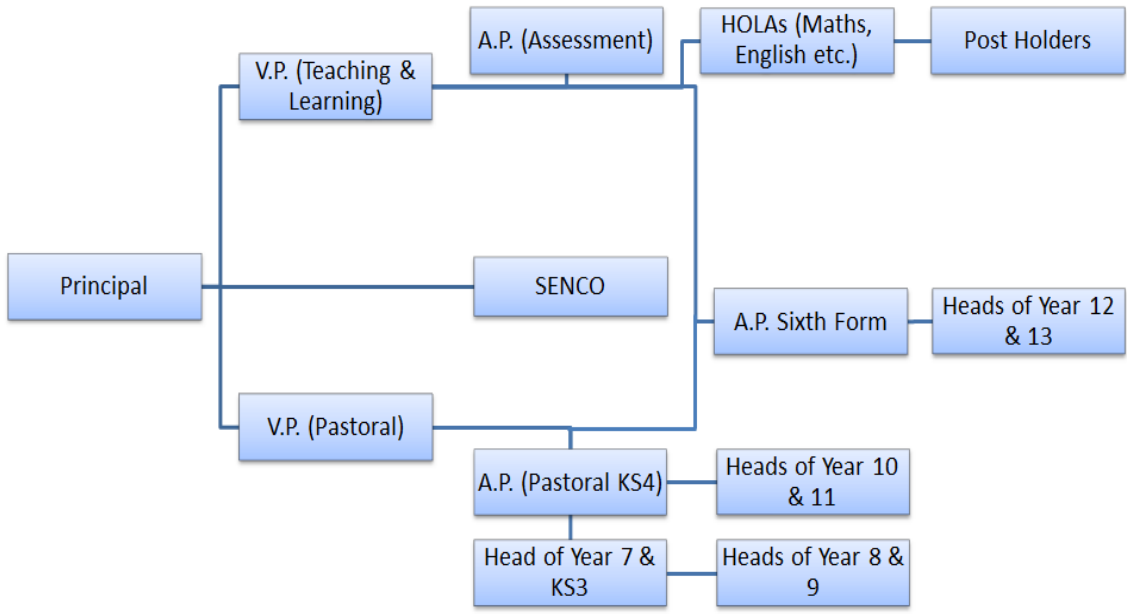 A.P. (Assessment)
HOLAs (Maths,
English etc.)
Post Holders
V.P. (Teaching &
Learning)
Principal
SENCO
A.P. Sixth Form
Heads of Year 12
& 13
V.P. (Pastoral)
A.P. (Pastoral KS4)
Heads of Year 10
& 11
Head of Year 7 &
KS3
Heads of Year 8 &
9